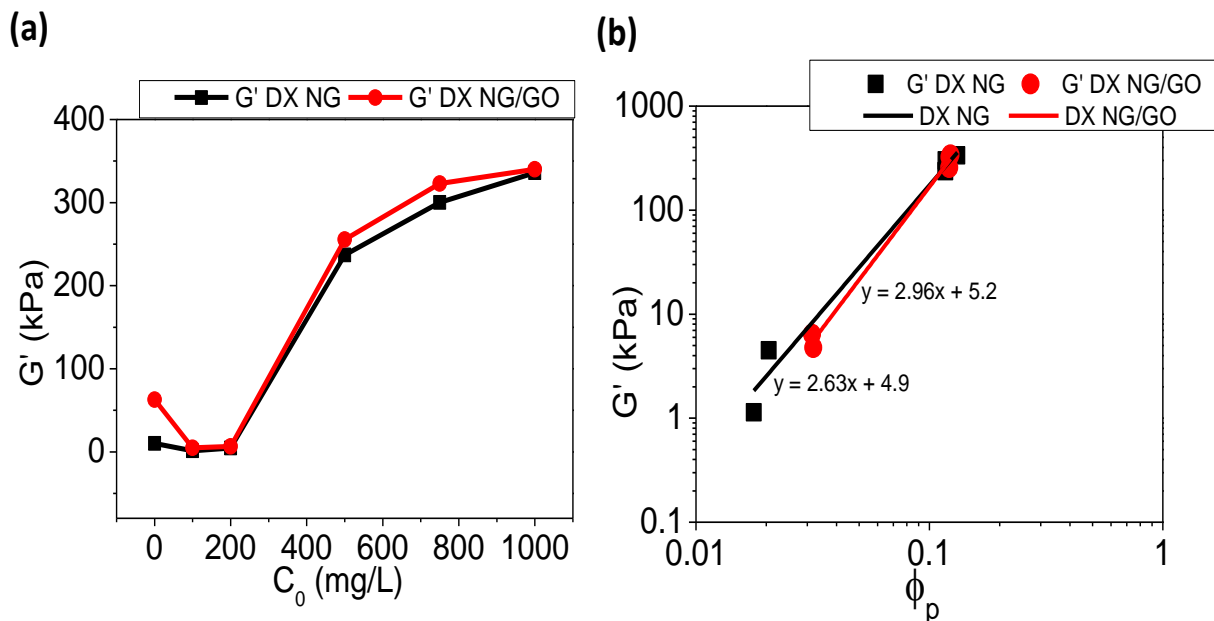 (a)
G' DX NG G' DX NG/GO
400
300
200
100
0
G' (kPa)
0 200 400 600 800 1000
C0 (mg/L)
(b)
G' DX NG G' DX NG/GO
DX NG DX NG/GO
1000
100
10
1
0.1
G' (kPa)
y = 2.96x + 5.2
y = 2.63x + 4.9
0.01 0.1 1
ϕp